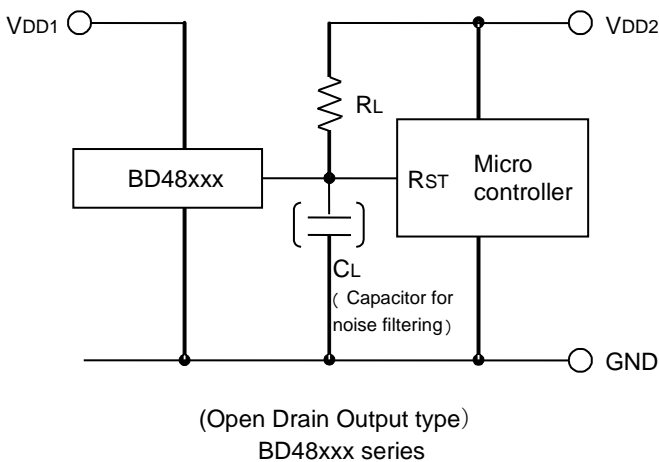 VDD1
VDD2
RL
BD48xxx
RST
Micro
controller
CL
( Capacitor for
noise filtering）
GND
(Open Drain Output type）
BD48xxx series